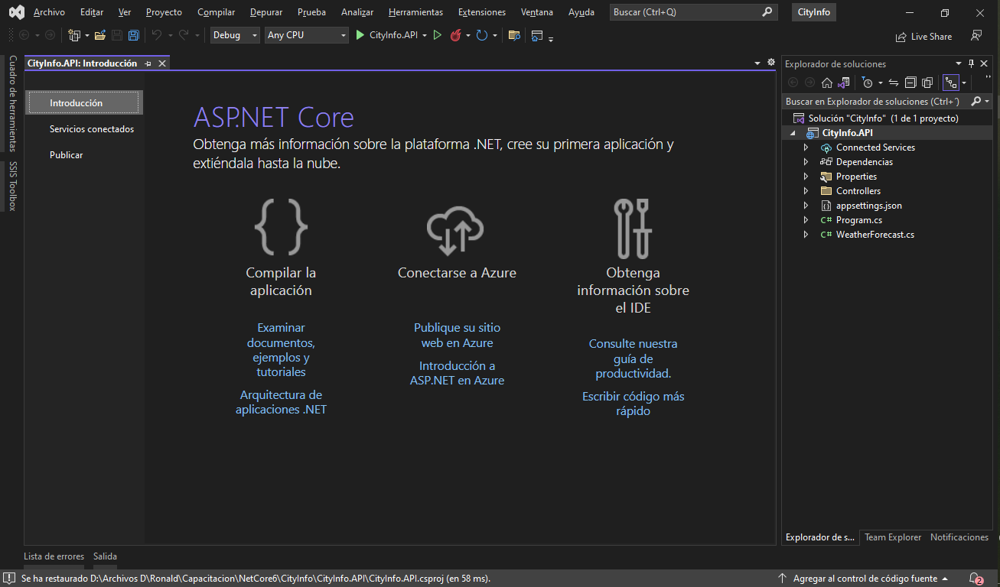 Archivo Editar Ver Proyecto Compilar Depurar Prueba Analizar Herramientas Extensiones Ventana Ayuda Buscar (Ctrl+Q) CityInfo
Debug Any CPU CityInfo.API Live Share
Cuadro de herramientas
SSIS Toolbox
CityInfo.API: Introducción
Introducción
Servicios conectados
Publicar
ASP.NET Core
Obtenga más información sobre la plataforma .NET, cree su primera aplicación y
extiéndala hasta la nube.
Compilar la
aplicación
Examinar
documentos,
ejemplos y
tutoriales
Arquitectura de
aplicaciones .NET
Conectarse a Azure
Publique su sitio
web en Azure
Introducción a
ASP.NET en Azure
Obtenga
información sobre
el IDE
Consulte nuestra
guía de
productividad.
Escribir código más
rápido
Explorador de soluciones
Buscar en Explorador de soluciones (Ctrl+´)
Solución "CityInfo" (1 de 1 proyecto)
CityInfo.API
Connected Services
Dependencias
Properties
Controllers
appsettings.json
C# Program.cs
C# WeatherForecast.cs
Explorador de s... Team Explorer Notificaciones
Lista de errores Salida
Se ha restaurado D:\Archivos D\Ronald\Capacitacion\NetCore6\CityInfo\CityInfo.API\CityInfo.API.csproj (en 58 ms). Agregar al control de código fuente 2